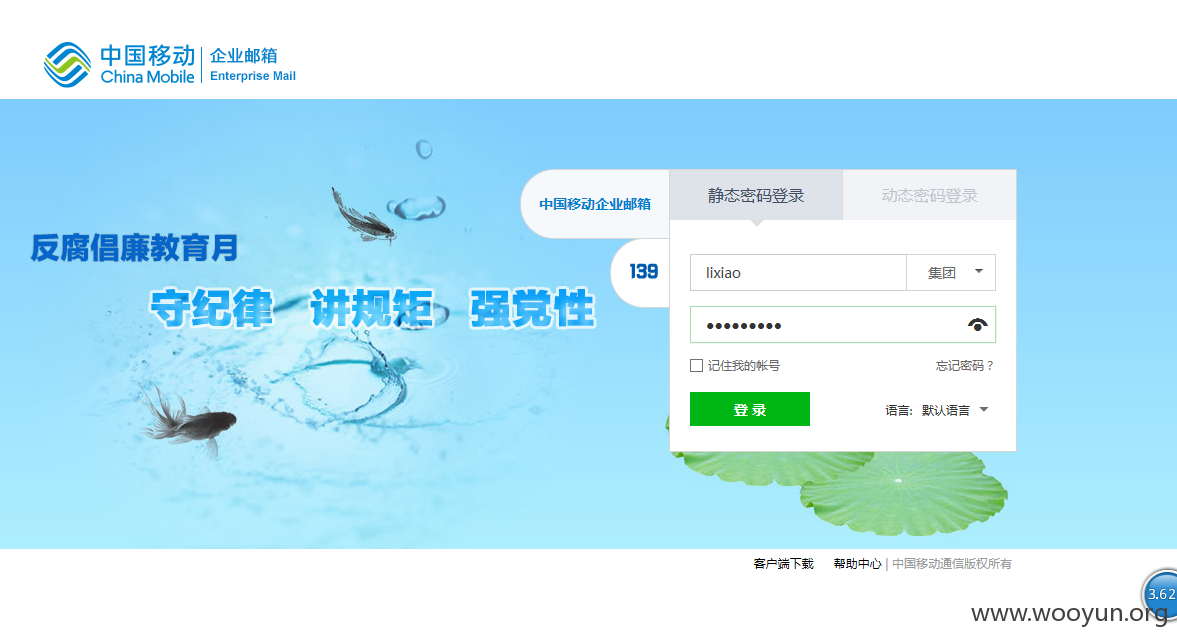 中国移动
China Mobile
企业邮箱
Enterprise Mail
反腐倡廉教育月
守纪律 讲规矩 强党性
中国移动企业邮箱
139
静态密码登录
动态密码登录
lixiao
集团
•••••••••
记住我的帐号
忘记密码？
登 录
语言: 默认语言
客户端下载 帮助中心 | 中国移动通信版权所有
3.62
www.wooyun.org